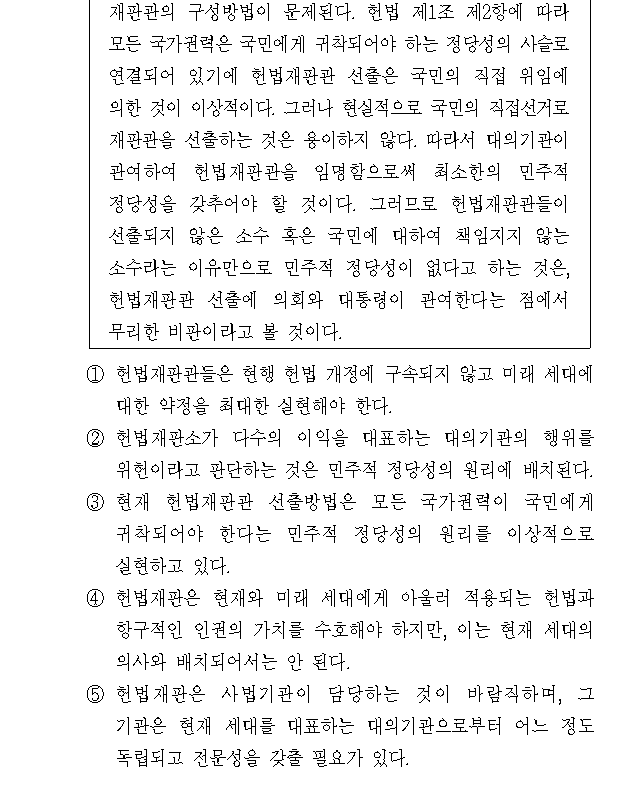 재판관의 구성방법이 문제된다. 헌법 제1조 제2항에 따라
모든 국가권력은 국민에게 귀착되어야 하는 정당성의 사슬로
연결되어 있기에 헌법재판관 선출은 국민의 직접 위임에
의한 것이 이상적이다. 그러나 현실적으로 국민의 직접선거로
재판관을 선출하는 것은 용이하지 않다. 따라서 대의기관이
관여하여 헌법재판관을 임명함으로써 최소한의 민주적
정당성을 갖추어야 할 것이다. 그러므로 헌법재판관들이
선출되지 않은 소수 혹은 국민에 대하여 책임지지 않는
소수라는 이유만으로 민주적 정당성이 없다고 하는 것은,
헌법재판관 선출에 의회와 대통령이 관여한다는 점에서
무리한 비판이라고 볼 것이다.
① 헌법재판관들은 현행 헌법 개정에 구속되지 않고 미래 세대에
대한 약정을 최대한 실현해야 한다.
② 헌법재판소가 다수의 이익을 대표하는 대의기관의 행위를
위헌이라고 판단하는 것은 민주적 정당성의 원리에 배치된다.
③ 현재 헌법재판관 선출방법은 모든 국가권력이 국민에게
귀착되어야 한다는 민주적 정당성의 원리를 이상적으로
실현하고 있다.
④ 헌법재판은 현재와 미래 세대에게 아울러 적용되는 헌법과
항구적인 인권의 가치를 수호해야 하지만, 이는 현재 세대의
의사와 배치되어서는 안 된다.
⑤ 헌법재판은 사법기관이 담당하는 것이 바람직하며, 그
기관은 현재 세대를 대표하는 대의기관으로부터 어느 정도
독립되고 전문성을 갖출 필요가 있다.